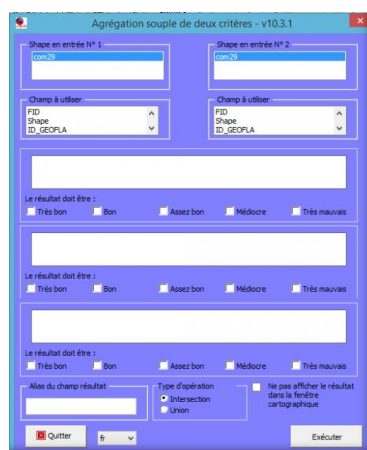 Agrégation souple de deux critères - v10.3.1
Shape en entrée N° 1
Shape en entrée N° 2
com29
com29
Champ à utiliser
Champ à utiliser
FID
Shape
ID_GEOFLA
FID
Shape
ID_GEOFLA
Le résultat doit être :
Très bon Bon Assez bon Médiocre Très mauvais
Le résultat doit être :
Très bon Bon Assez bon Médiocre Très mauvais
Le résultat doit être :
Très bon Bon Assez bon Médiocre Très mauvais
Alias du champ résultat
Type d'opération
Intersection
Union
Ne pas afficher le résultat
dans la fenêtre
cartographique
Quitter
fr
Exécuter